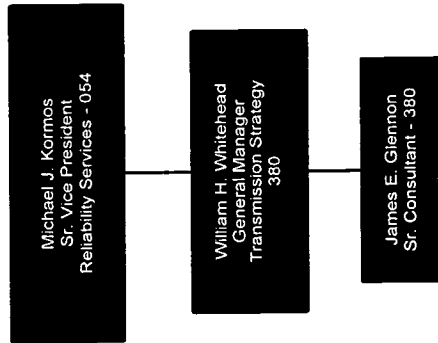 Michael J. Kormos
Sr. Vice President
Reliability Services - 054
William H. Whitehead
General Manager
Transmission Strategy
380
James E. Glennon
Sr. Consultant - 380